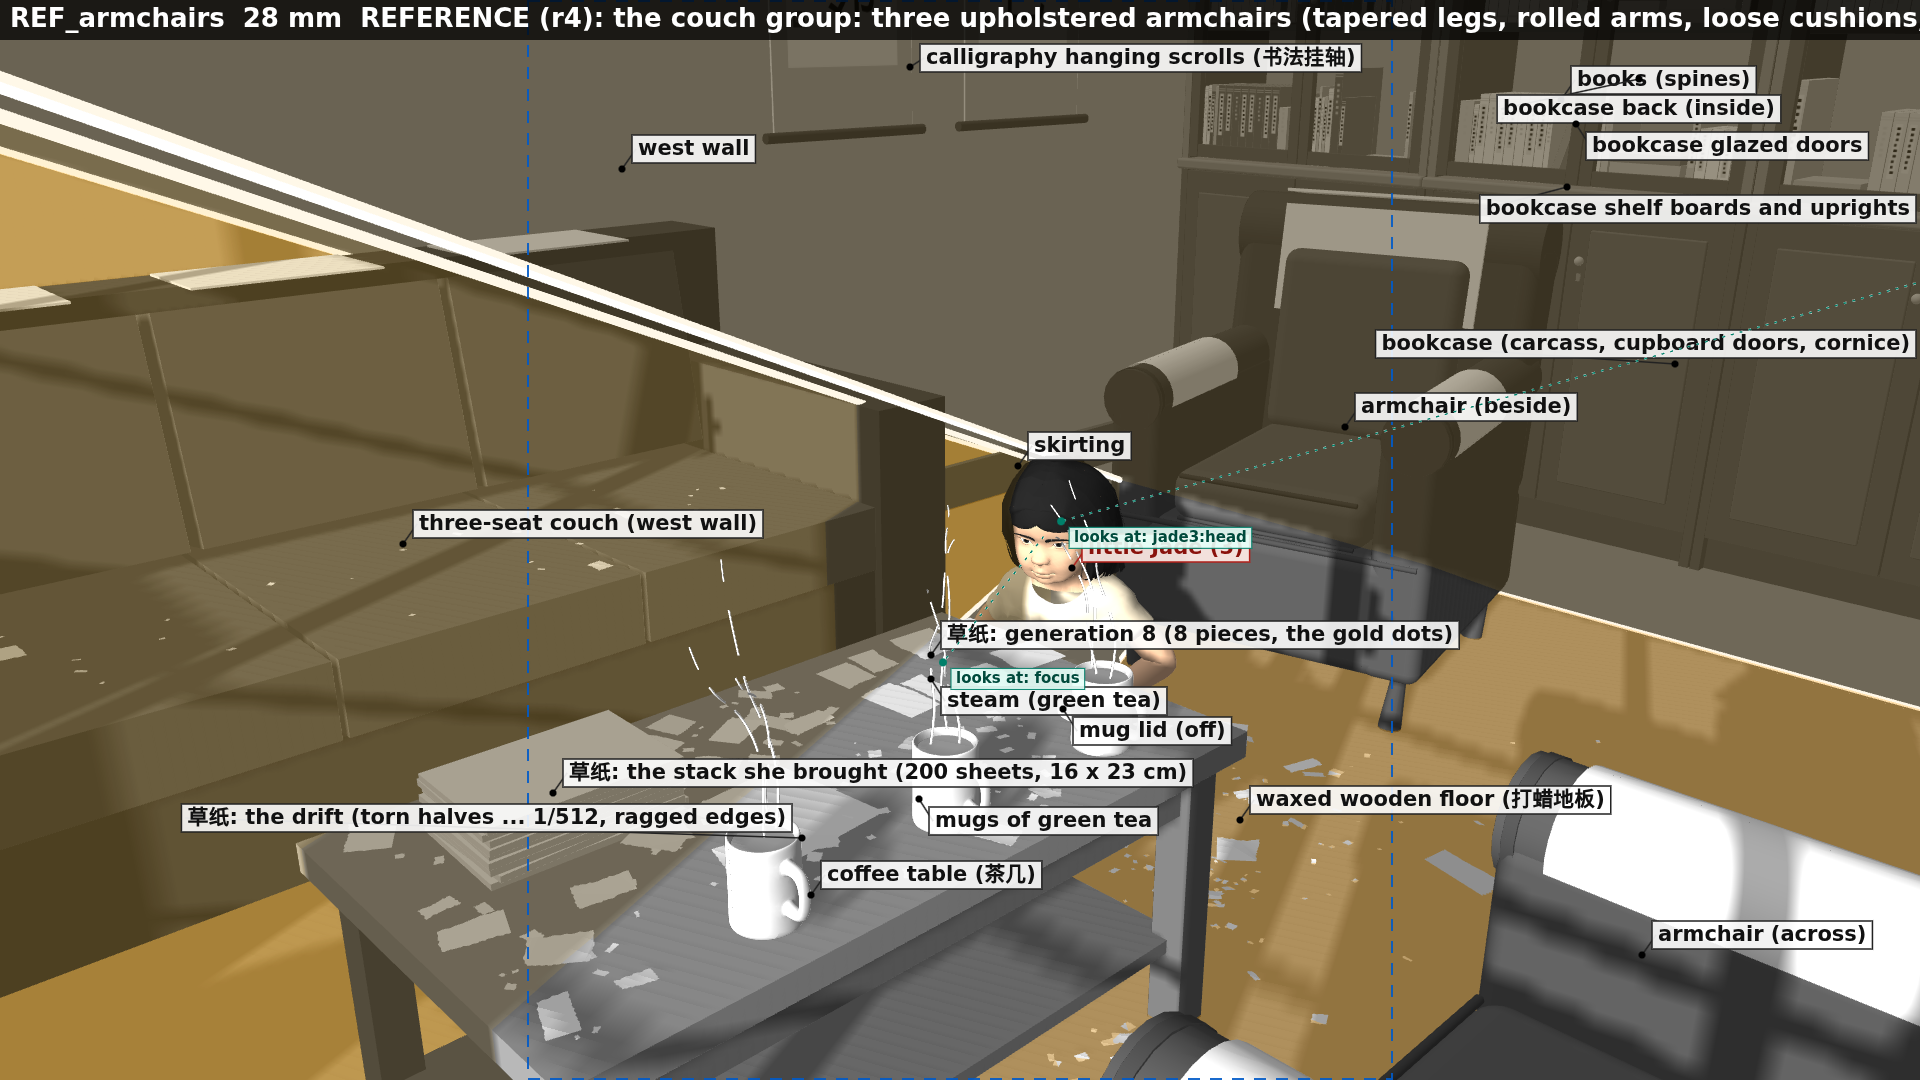 REF_armchairs 28 mm REFERENCE (r4): the couch group: three upholstered armchairs (tapered legs, rolled arms, loose cushions
calligraphy hanging scrolls (书法挂轴)
books (spines)
bookcase back (inside)
west wall
bookcase glazed doors
bookcase shelf boards and uprights
bookcase (carcass, cupboard doors, cornice)
armchair (beside)
skirting
three-seat couch (west wall)
looks at: jade3:head
little jade (3)
草纸: generation 8 (8 pieces, the gold dots)
looks at: focus
steam (green tea)
mug lid (off)
草纸: the stack she brought (200 sheets, 16 x 23 cm)
waxed wooden floor (打蜡地板)
草纸: the drift (torn halves ... 1/512, ragged edges)
mugs of green tea
coffee table (茶几)
armchair (across)